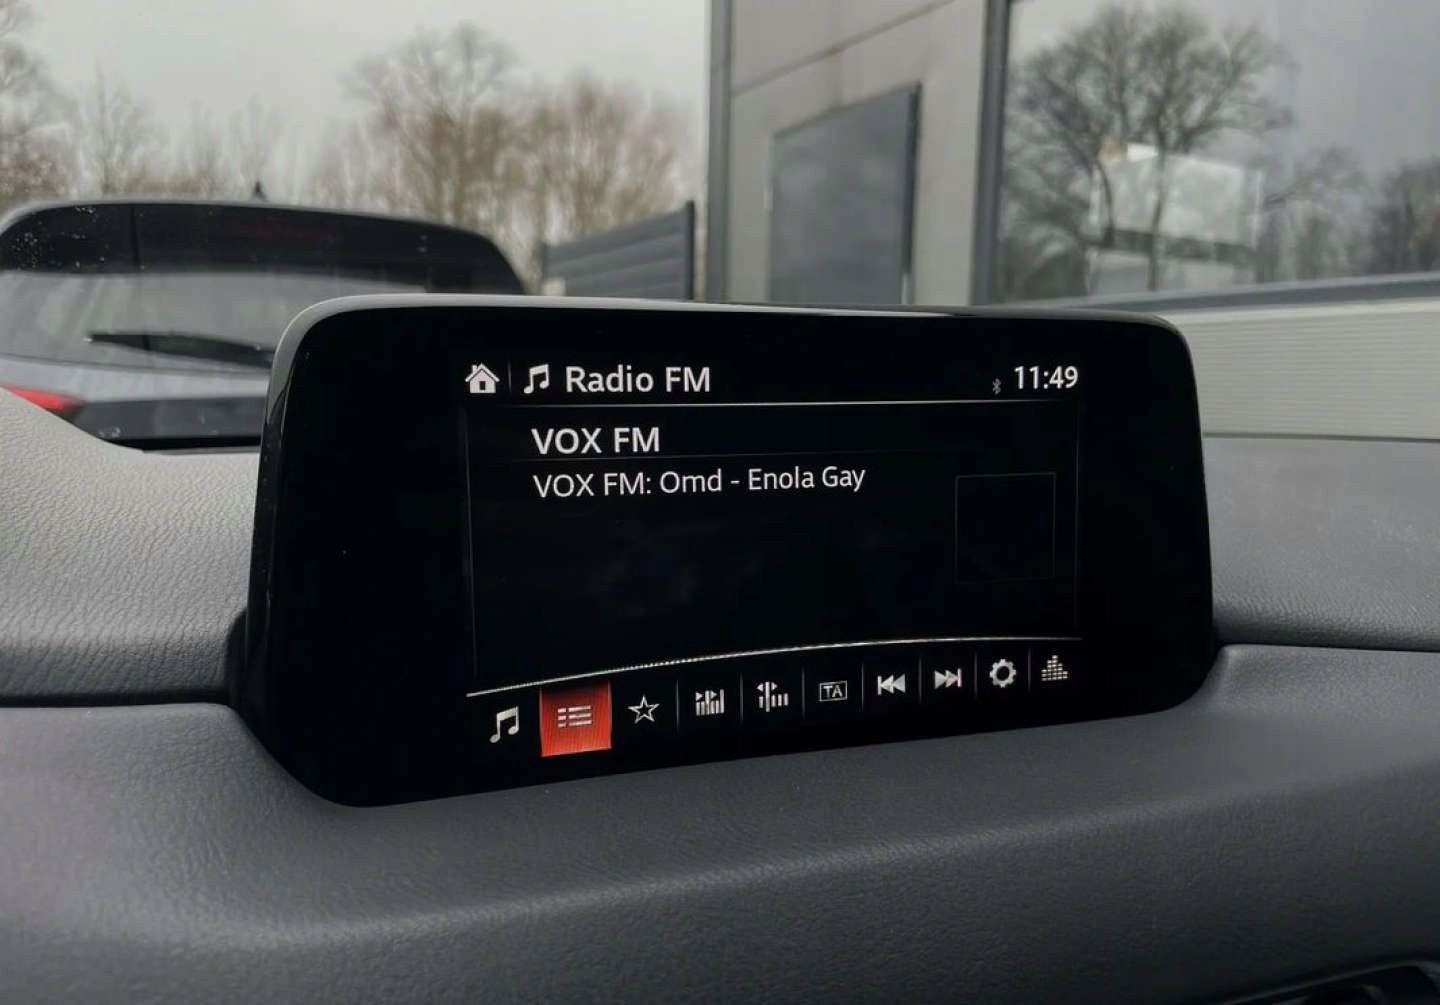 Radio FM
11:49
VOX FM
VOX FM: Omd - Enola Gay
TA